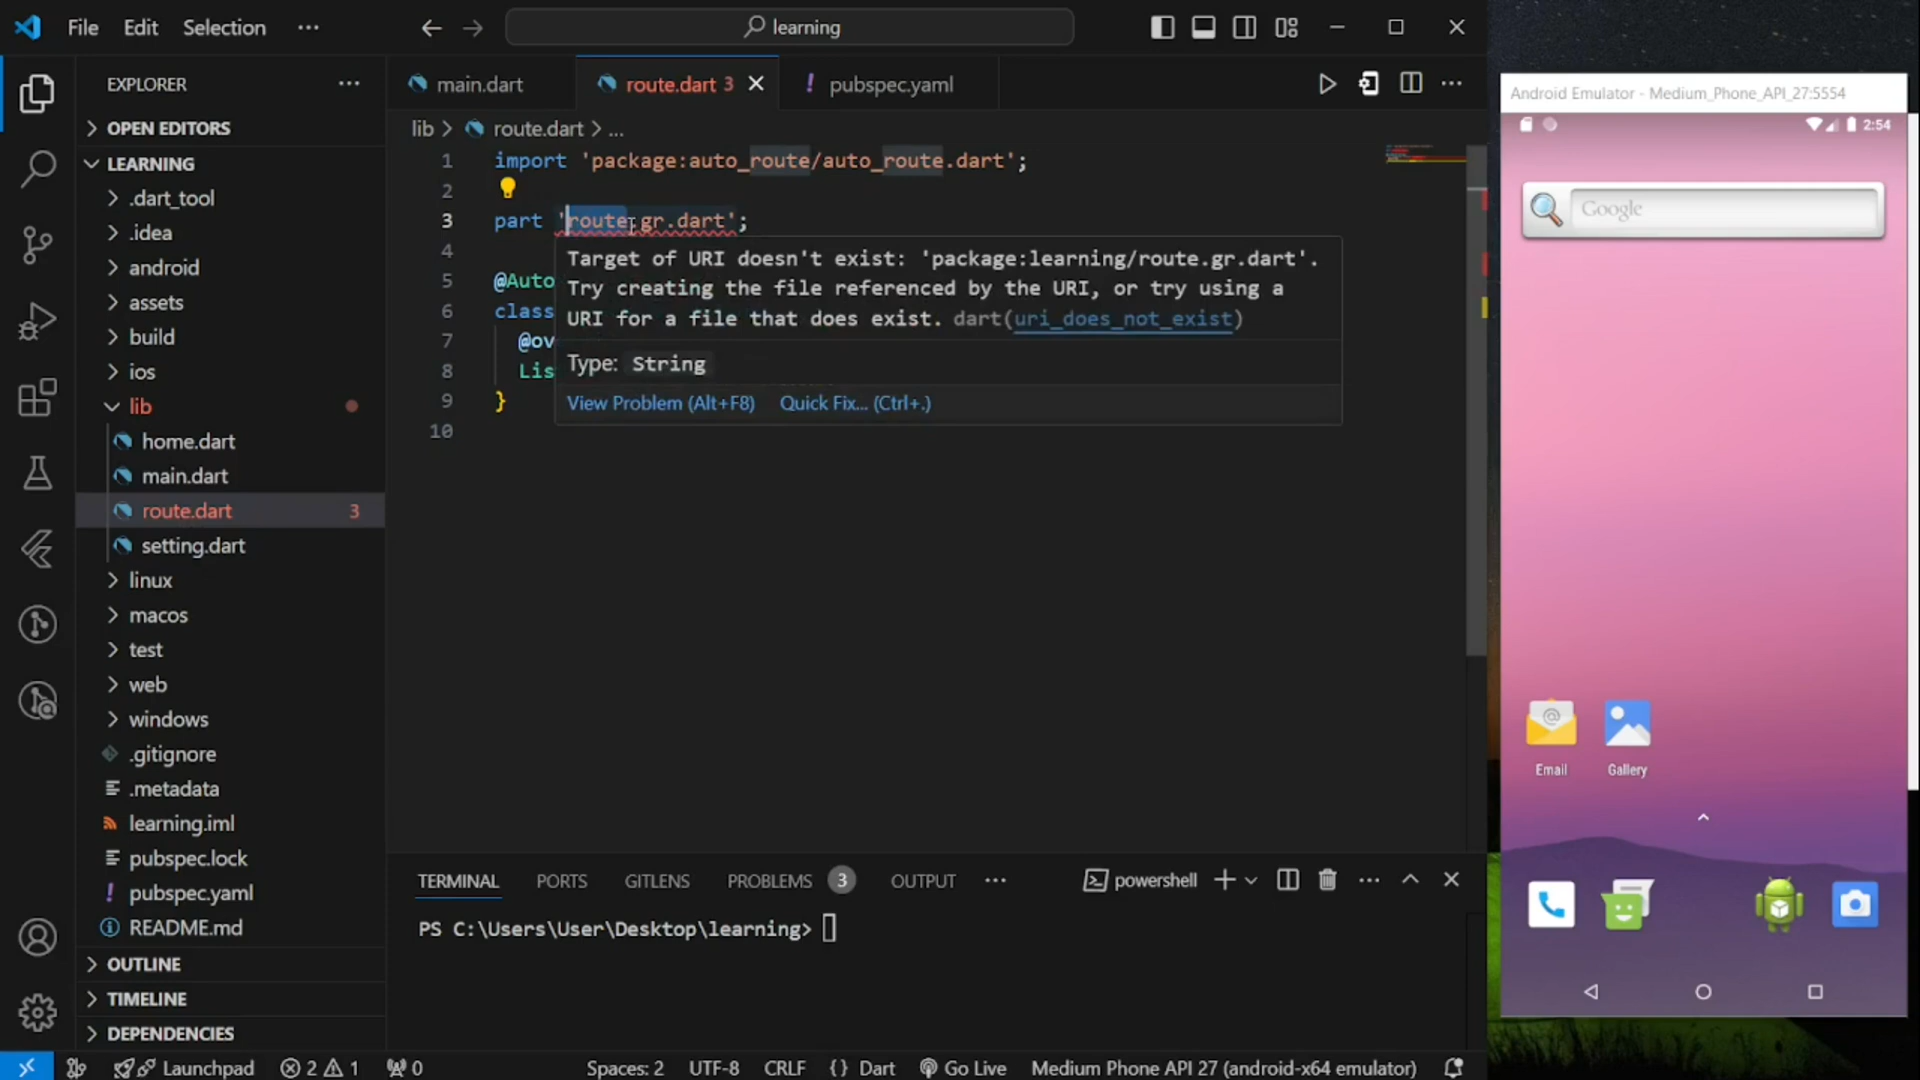 File Edit Selection ···
learning
EXPLORER ···
OPEN EDITORS
LEARNING
.dart_tool
.idea
android
assets
build
ios
lib
home.dart
main.dart
route.dart 3
setting.dart
linux
macos
test
web
windows
.gitignore
.metadata
learning.iml
pubspec.lock
! pubspec.yaml
README.md
OUTLINE
TIMELINE
DEPENDENCIES
main.dart
route.dart 3
! pubspec.yaml
lib > route.dart > ...
1 import 'package:auto_route/auto_route.dart';
2
3 part 'route.gr.dart';
4
5 @Auto
6 class
7 @ov
8 Lis
9 }
10
Target of URI doesn't exist: 'package:learning/route.gr.dart'.
Try creating the file referenced by the URI, or try using a
URI for a file that does exist. dart(uri_does_not_exist)
Type: String
View Problem (Alt+F8) Quick Fix... (Ctrl+.)
TERMINAL PORTS GITLENS PROBLEMS 3 OUTPUT ··· powershell
PS C:\Users\User\Desktop\learning>
Launchpad 2 1 0 Spaces: 2 UTF-8 CRLF {} Dart Go Live Medium Phone API 27 (android-x64 emulator)
Android Emulator - Medium_Phone_API_27:5554
2:54
Google
Email Gallery